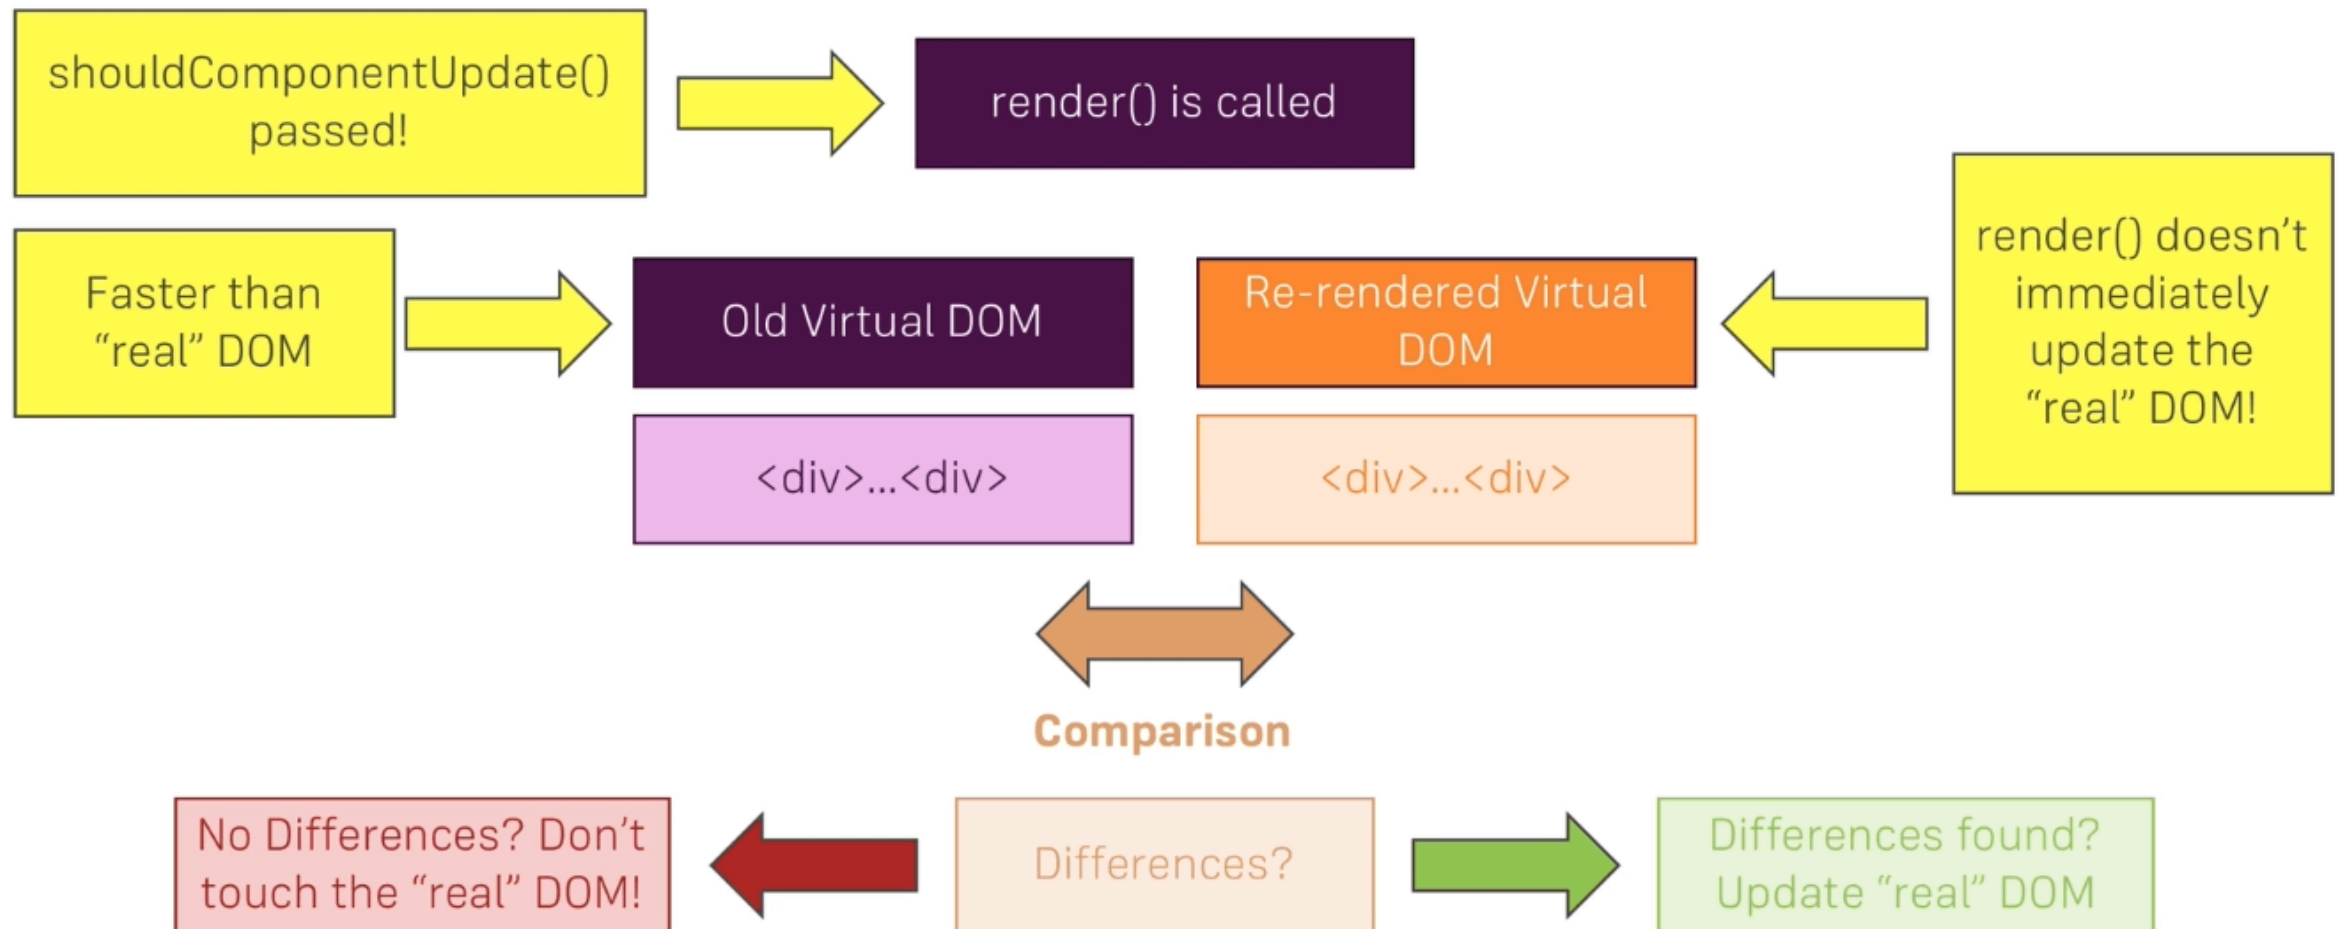 shouldComponentUpdate()
passed!
render() is called
Faster than
“real” DOM
Old Virtual DOM
Re-rendered Virtual
DOM
render() doesn’t
immediately
update the
“real” DOM!
<div>...<div>
<div>...<div>
Comparison
No Differences? Don’t
touch the “real” DOM!
Differences?
Differences found?
Update “real” DOM